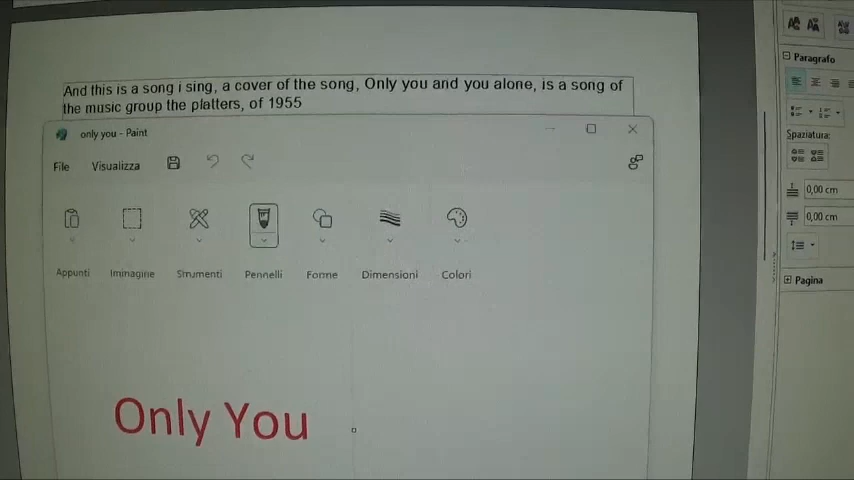 And this is a song i sing, a cover of the song, Only you and you alone, is a song of
the music group the platters, of 1955
only you - Paint
File Visualizza
Appunti Immagine Strumenti Pennelli Forme Dimensioni Colori
Only You
Paragrafo
Spaziatura:
0,00 cm
0,00 cm
Pagina